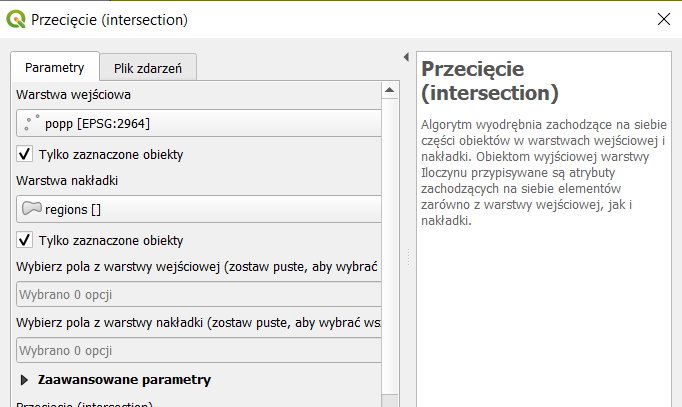 Przecięcie (intersection)
Parametry
Plik zdarzeń
Warstwa wejściowa
popp [EPSG:2964]
Tylko zaznaczone obiekty
Warstwa nakładki
regions []
Tylko zaznaczone obiekty
Wybierz pola z warstwy wejściowej (zostaw puste, aby wybrać
Wybrano 0 opcji
Wybierz pola z warstwy nakładki (zostaw puste, aby wybrać wsz
Wybrano 0 opcji
Zaawansowane parametry
Przecięcie (intersection)
Przecięcie
(intersection)
Algorytm wyodrębnia zachodzące na siebie
części obiektów w warstwach wejściowej i
nakładki. Obiektom wyjściowej warstwy
Iloczynu przypisywane są atrybuty
zachodzących na siebie elementów
zarówno z warstwy wejściowej, jak i
nakładki.